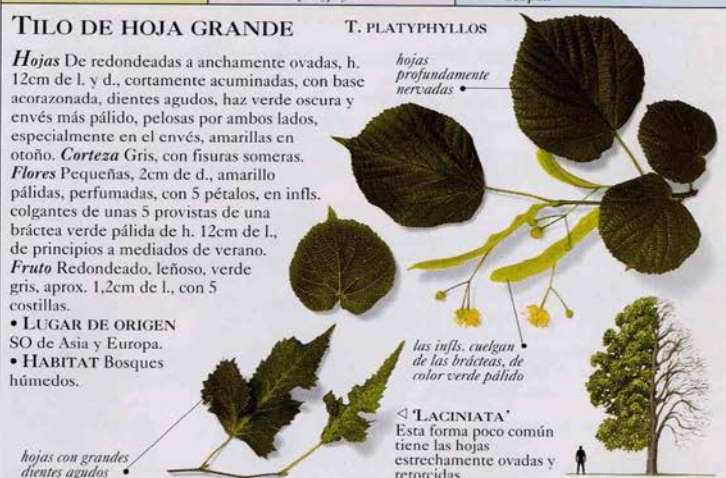 TILO DE HOJA GRANDE
T. PLATYPHYLLOS
Hojas De redondeadas a anchamente ovadas, h.
12cm de l. y d., cortamente acuminadas, con base
acorazonada, dientes agudos, haz verde oscura y
envés más pálido, pelosas por ambos lados,
especialmente en el envés, amarillas en
otoño. Corteza Gris, con fisuras someras.
Flores Pequeñas, 2cm de d., amarillo
pálidas, perfumadas, con 5 pétalos, en infls.
colgantes de unas 5 provistas de una
bráctea verde pálida de h. 12cm de l.,
de principios a mediados de verano.
Fruto Redondeado, leñoso, verde
gris, aprox. 1,2cm de l., con 5
costillas.
• LUGAR DE ORIGEN
SO de Asia y Europa.
• HABITAT Bosques
húmedos.
hojas
profundamente
nervadas •
las infls. cuelgan
de las brácteas, de
color verde pálido
◁ 'LACINIATA'
Esta forma poco común
tiene las hojas
estrechamente ovadas y
retorcidas.
hojas con grandes
dientes agudos •